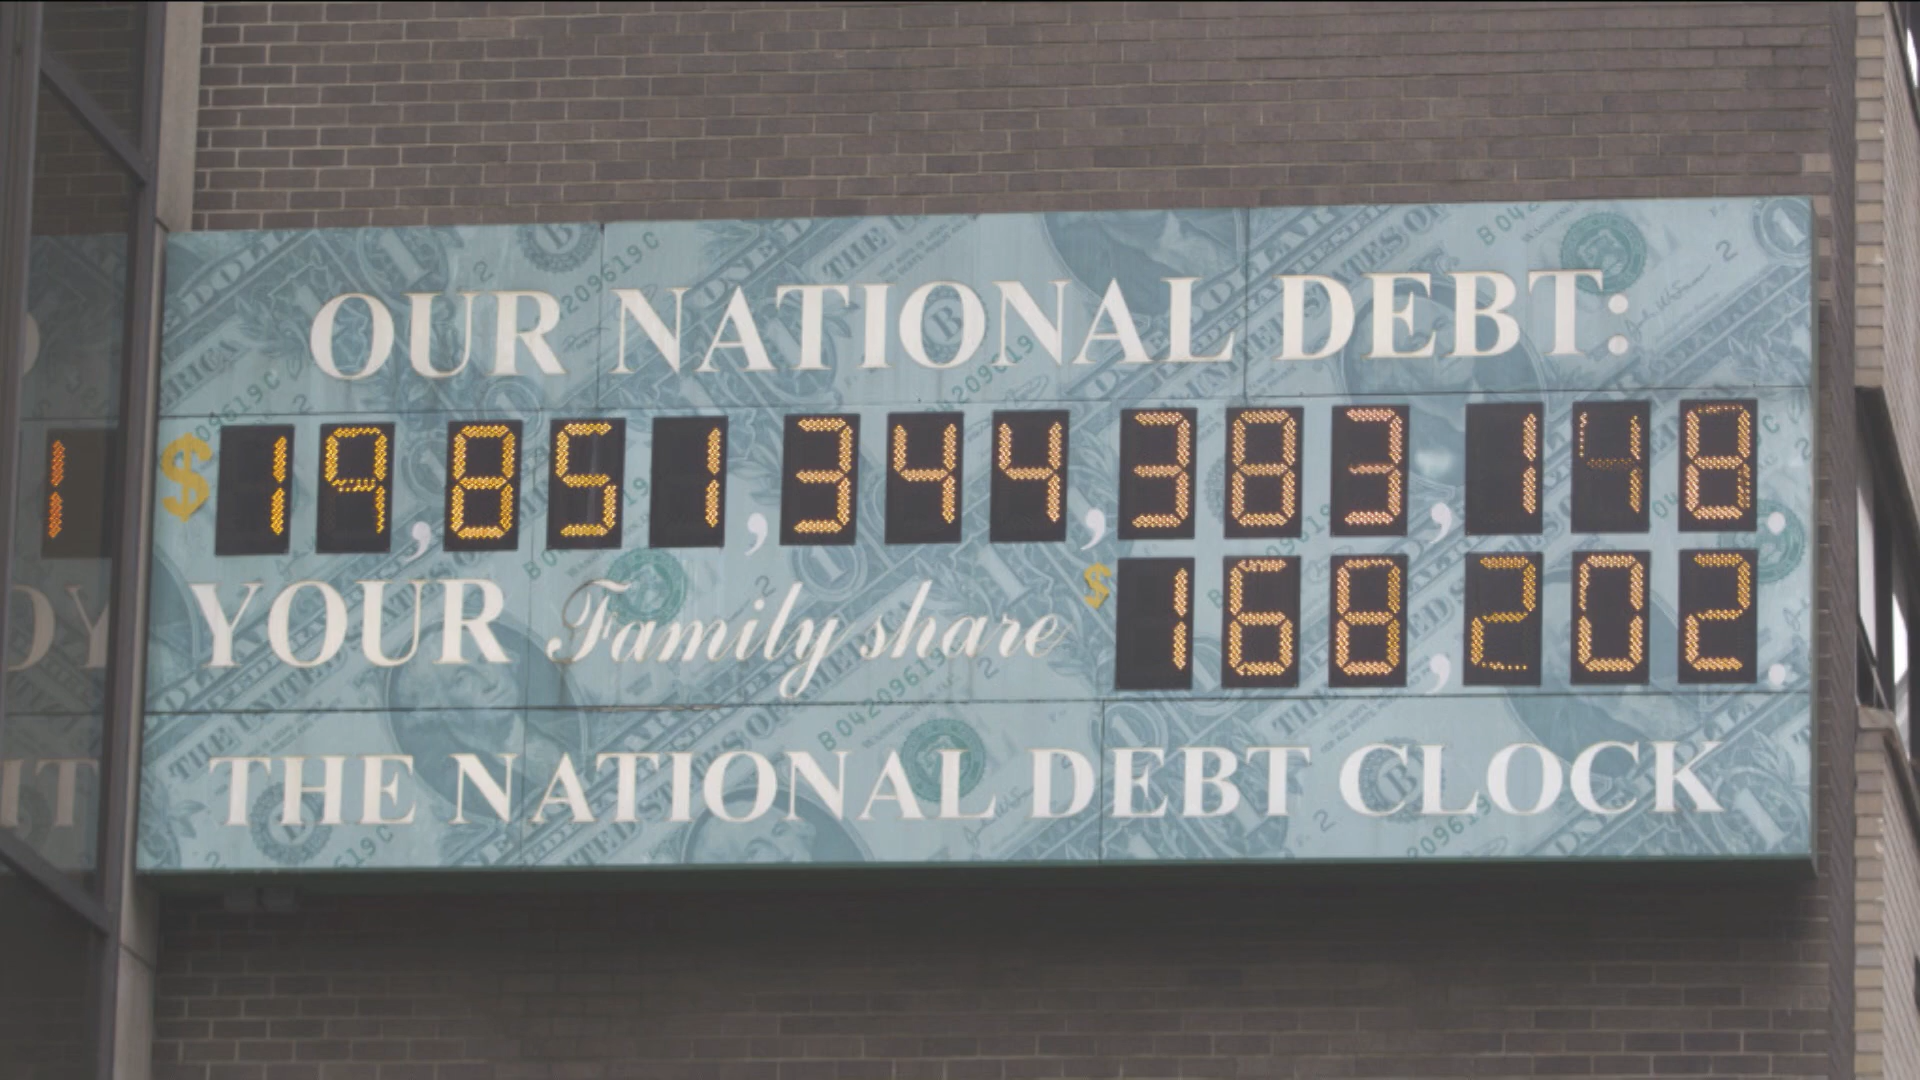 OUR NATIONAL DEBT:
$19,851,344,383,148.
YOUR Family share $168,202.
THE NATIONAL DEBT CLOCK